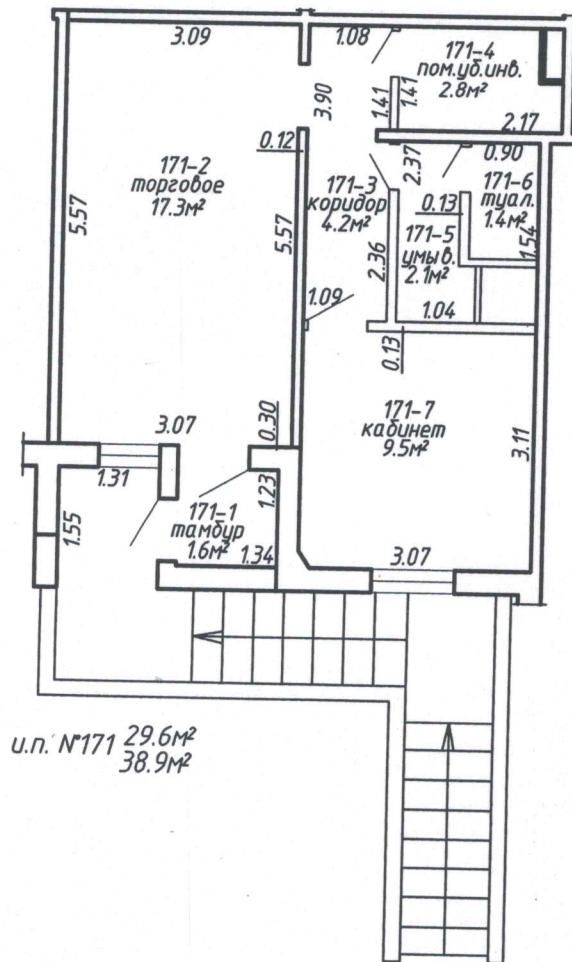 3.09
1.08
171-4
пом.уб.инв.
2.8м²
3.90
1.41
1.41
2.17
0.12
2.37
0.90
171-2
торговое
17.3м²
171-3
коридор
4.2м²
171-6
туал.
1.4м²
0.13
5.57
5.57
171-5
умыв.
2.1м²
1.54
2.36
1.09
1.04
0.13
171-7
кабинет
9.5м²
3.11
3.07
0.30
1.31
1.23
171-1
тамбур
1.6м²
1.55
1.34
3.07
и.п. №171 29.6м²
38.9м²